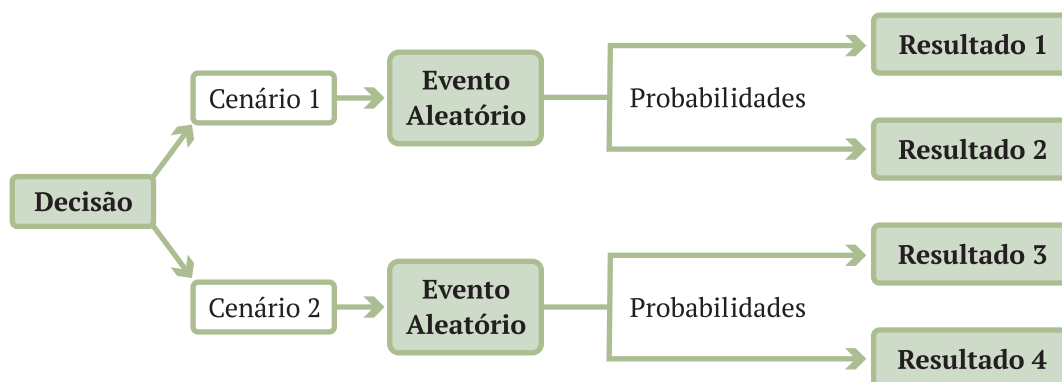 Resultado 1
Evento
Aleatório
Cenário 1
Probabilidades
Resultado 2
Decisão
Resultado 3
Evento
Aleatório
Cenário 2
Probabilidades
Resultado 4